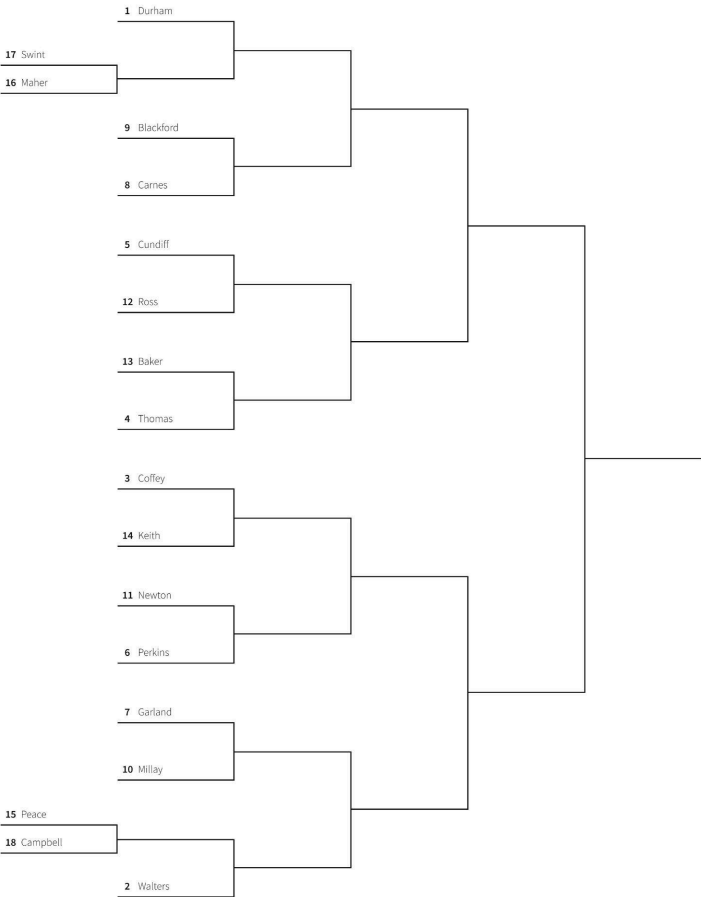 1 Durham
17 Swint
16 Maher
9 Blackford
8 Carnes
5 Cundiff
12 Ross
13 Baker
4 Thomas
3 Coffey
14 Keith
11 Newton
6 Perkins
7 Garland
10 Millay
15 Peace
18 Campbell
2 Walters